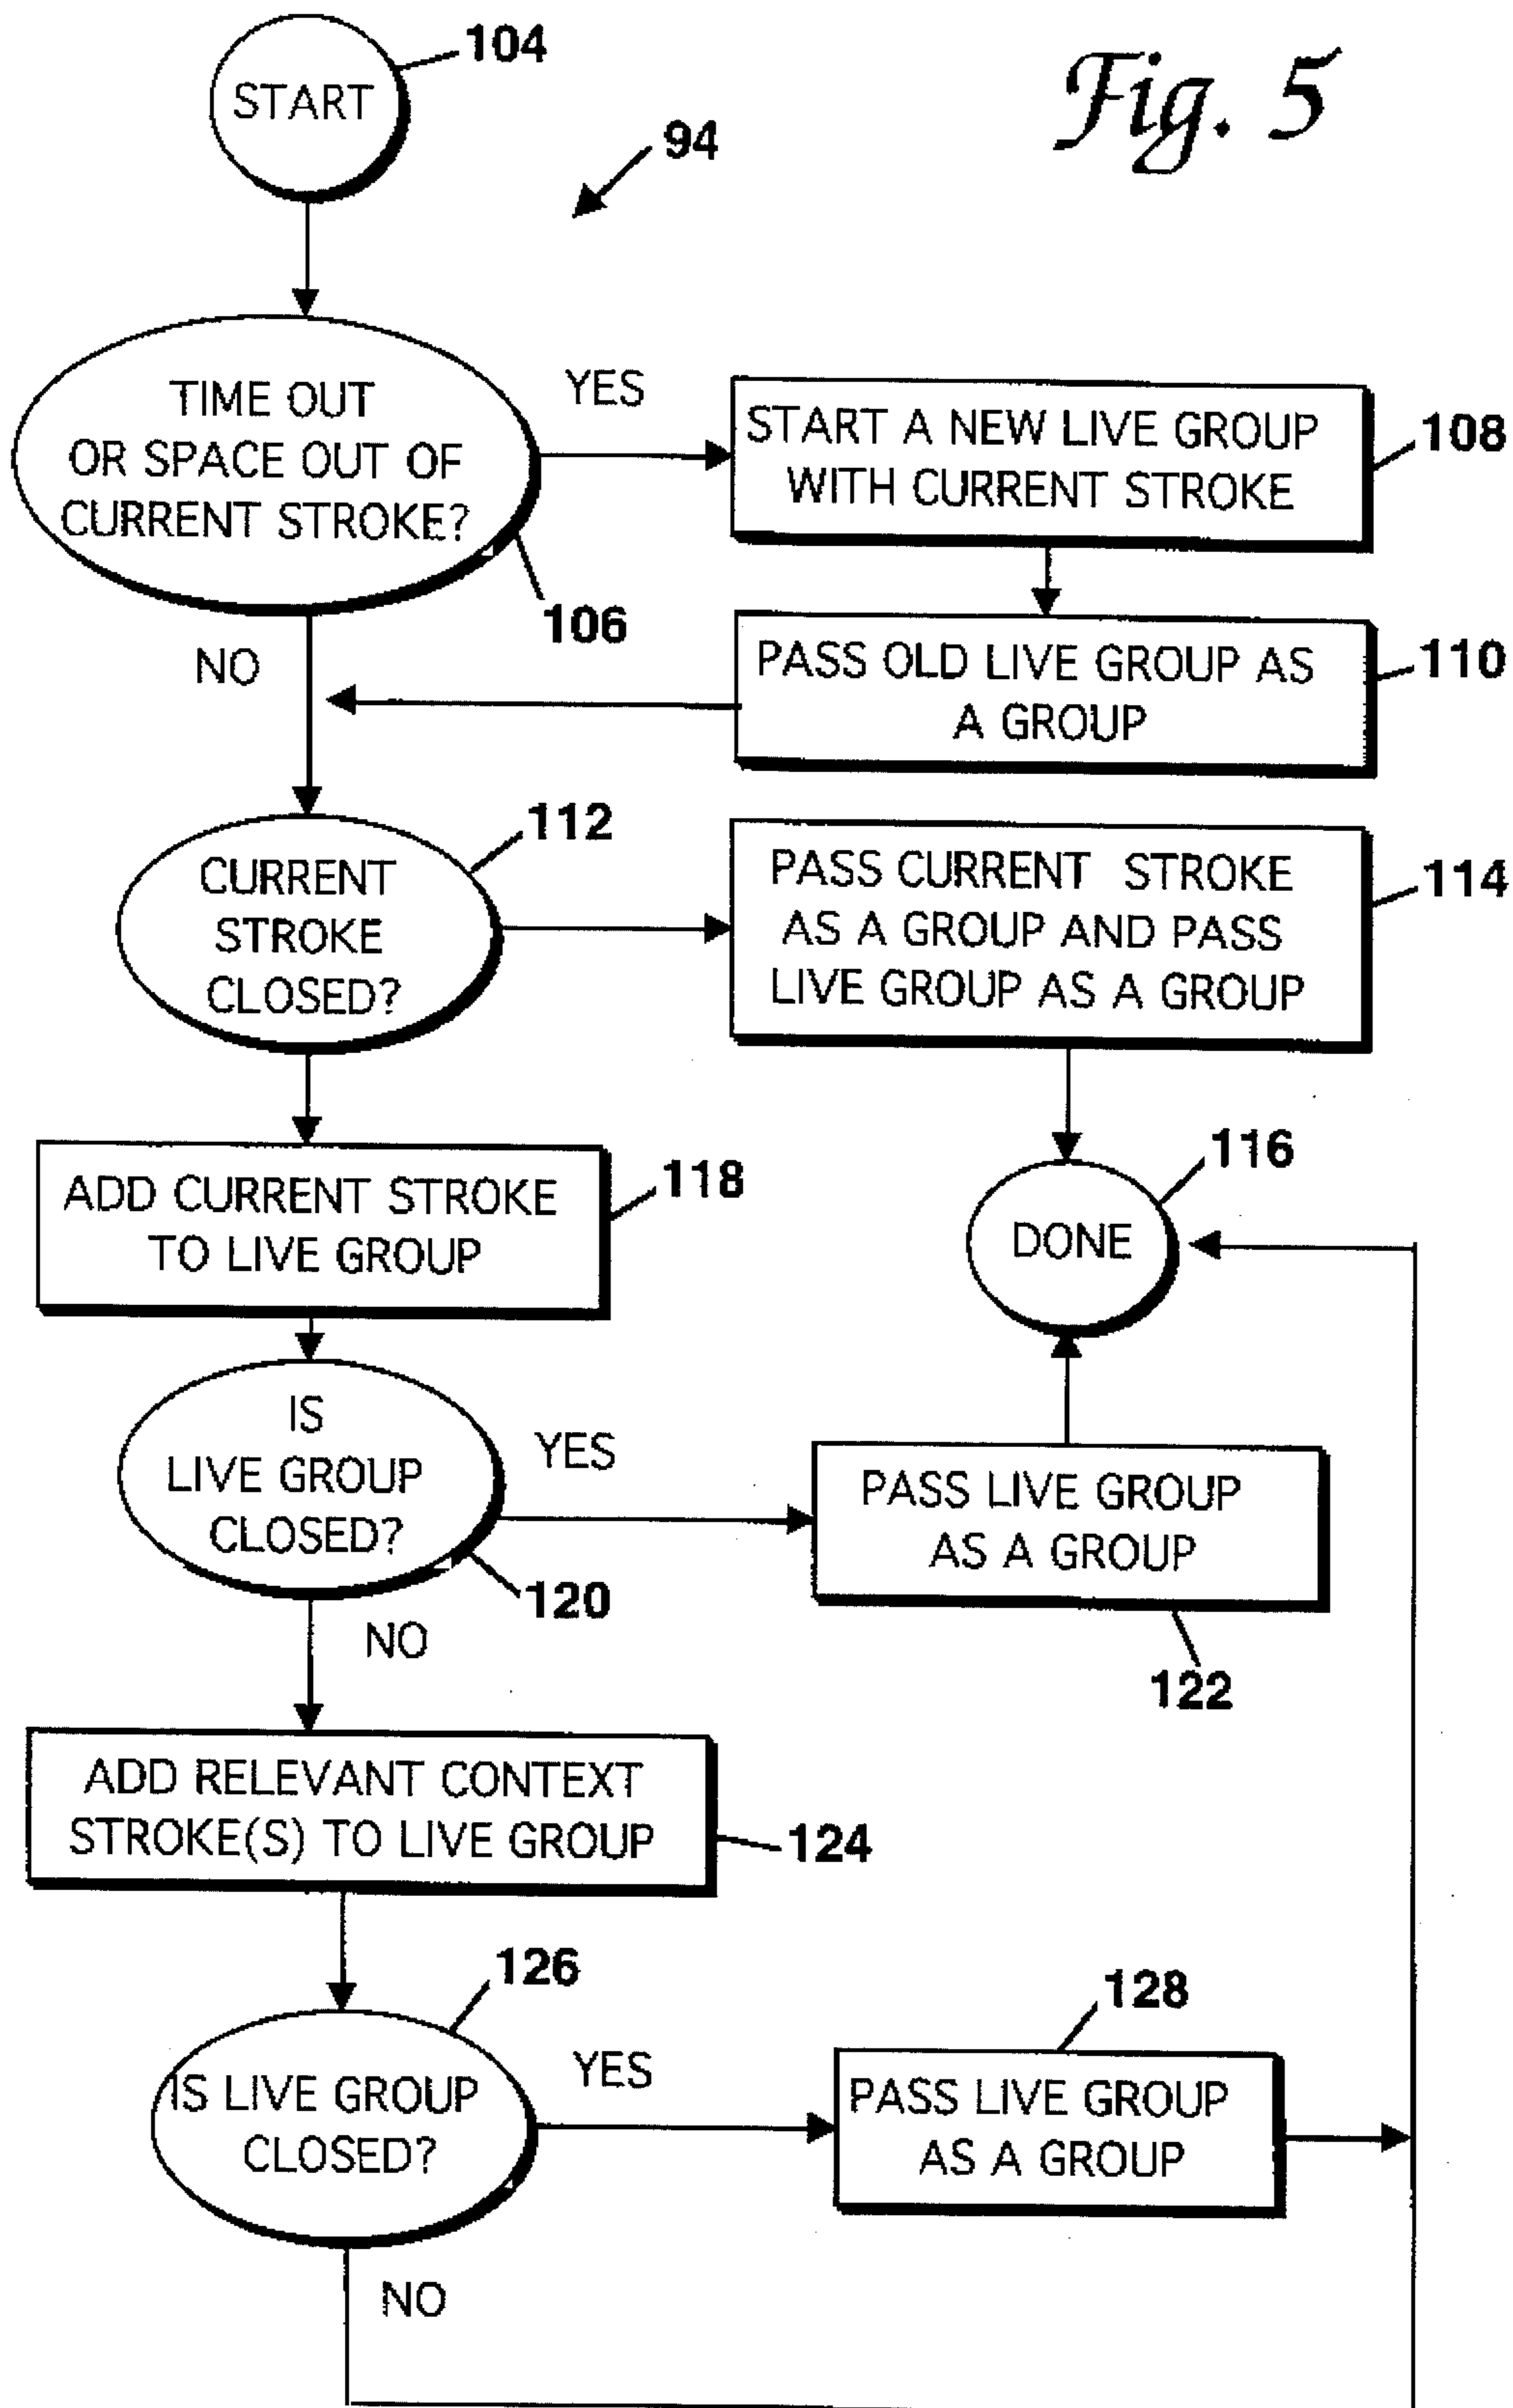 Fig. 5
104
START
94
TIME OUT
OR SPACE OUT OF
CURRENT STROKE?
106
YES
START A NEW LIVE GROUP
WITH CURRENT STROKE
108
PASS OLD LIVE GROUP AS
A GROUP
110
NO
112
CURRENT
STROKE
CLOSED?
PASS CURRENT STROKE
AS A GROUP AND PASS
LIVE GROUP AS A GROUP
114
116
DONE
ADD CURRENT STROKE
TO LIVE GROUP
118
IS
LIVE GROUP
CLOSED?
120
YES
PASS LIVE GROUP
AS A GROUP
122
NO
ADD RELEVANT CONTEXT
STROKE(S) TO LIVE GROUP
124
126
IS LIVE GROUP
CLOSED?
YES
128
PASS LIVE GROUP
AS A GROUP
NO